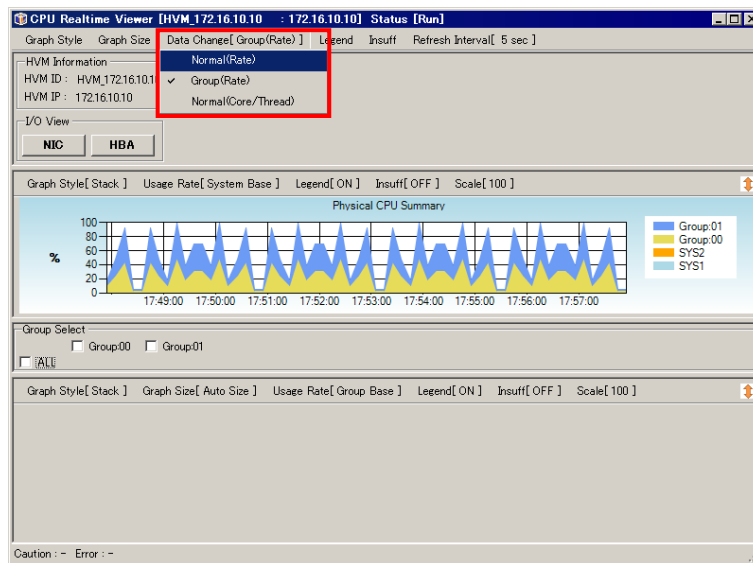 CPU Realtime Viewer [HVM_172.16.10.10 : 172.16.10.10] Status [Run]
Graph Style Graph Size Data Change[ Group(Rate) ] Legend Insuff Refresh Interval[ 5 sec ]
Normal(Rate)
Group(Rate)
Normal(Core/Thread)
HVM Information
HVM ID : HVM_172.16.10.10
HVM IP : 172.16.10.10
I/O View
NIC HBA
Graph Style[ Stack ] Usage Rate[ System Base ] Legend[ ON ] Insuff[ OFF ] Scale[ 100 ]
Physical CPU Summary
%
100
80
60
40
20
0
17:49:00 17:50:00 17:51:00 17:52:00 17:53:00 17:54:00 17:55:00 17:56:00 17:57:00
Group:01
Group:00
SYS2
SYS1
Group Select
Group:00 Group:01
ALL
Graph Style[ Stack ] Graph Size[ Auto Size ] Usage Rate[ Group Base ] Legend[ ON ] Insuff[ OFF ] Scale[ 100 ]
Caution : - Error : -